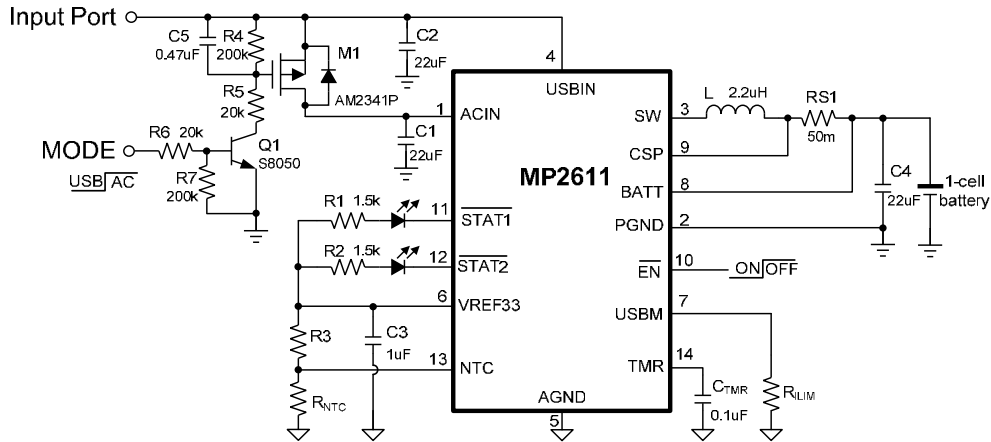 Input Port
C5
0.47uF
R4
200k
M1
AM2341P
C2
22uF
R5
20k
R6 20k
MODE
USB AC
R7
200k
Q1
S8050
C1
22uF
4
USBIN
1
ACIN
SW
3
L 2.2uH
RS1
50m
CSP
9
MP2611
BATT
8
C4
22uF
1-cell
battery
R1 1.5k
11
STAT1
PGND
2
R2 1.5k
12
STAT2
EN
10
ON OFF
6
VREF33
USBM
7
R3
C3
1uF
13
NTC
TMR
14
RNTC
AGND
5
CTMR
0.1uF
RILIM